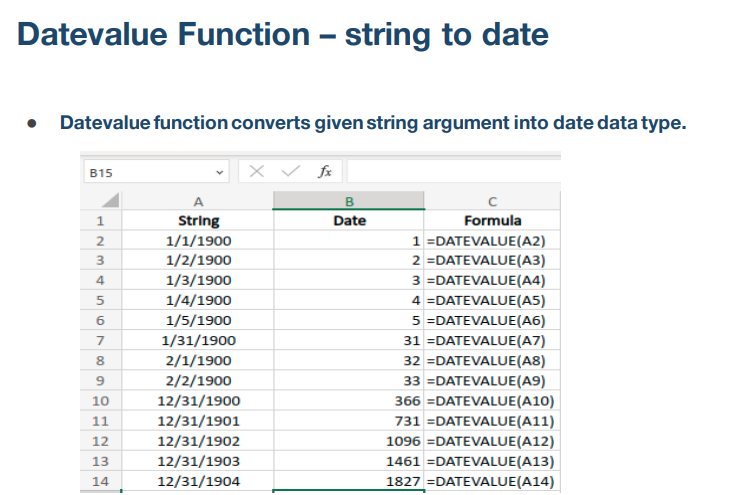 Datevalue Function – string to date
● Datevalue function converts given string argument into date data type.
B15 fx
A B C
1 String Date Formula
2 1/1/1900 1 =DATEVALUE(A2)
3 1/2/1900 2 =DATEVALUE(A3)
4 1/3/1900 3 =DATEVALUE(A4)
5 1/4/1900 4 =DATEVALUE(A5)
6 1/5/1900 5 =DATEVALUE(A6)
7 1/31/1900 31 =DATEVALUE(A7)
8 2/1/1900 32 =DATEVALUE(A8)
9 2/2/1900 33 =DATEVALUE(A9)
10 12/31/1900 366 =DATEVALUE(A10)
11 12/31/1901 731 =DATEVALUE(A11)
12 12/31/1902 1096 =DATEVALUE(A12)
13 12/31/1903 1461 =DATEVALUE(A13)
14 12/31/1904 1827 =DATEVALUE(A14)